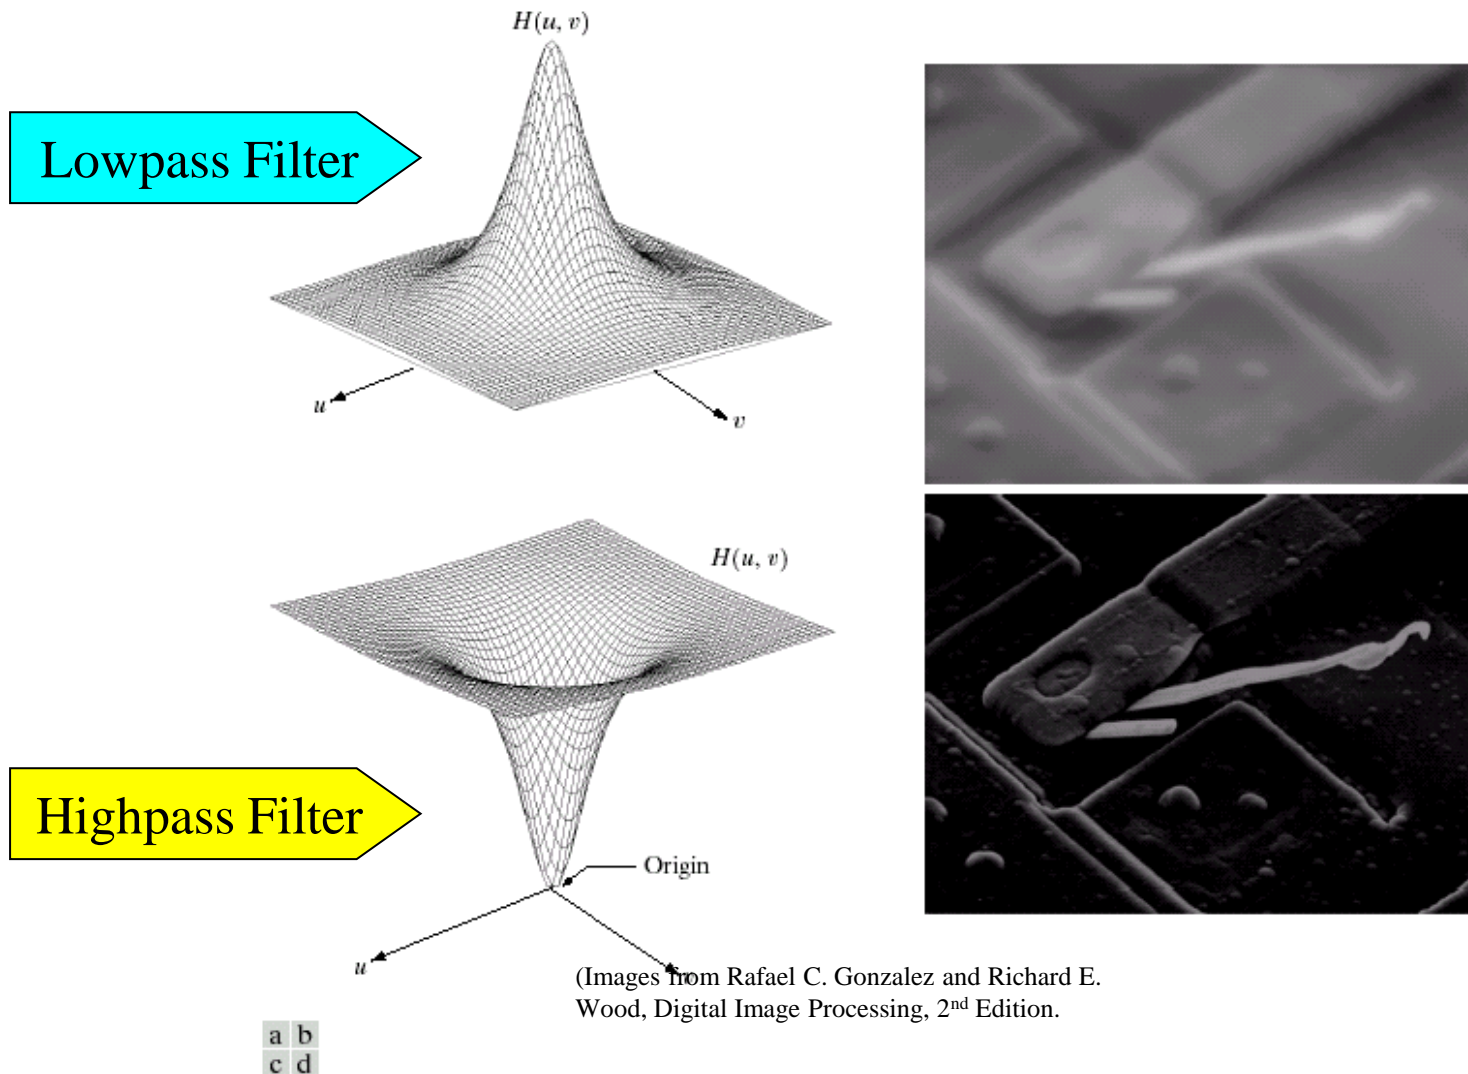 H(u, v)
Lowpass Filter
u
v
H(u, v)
Highpass Filter
Origin
u
v
(Images from Rafael C. Gonzalez and Richard E.
Wood, Digital Image Processing, 2nd Edition.
a b
c d